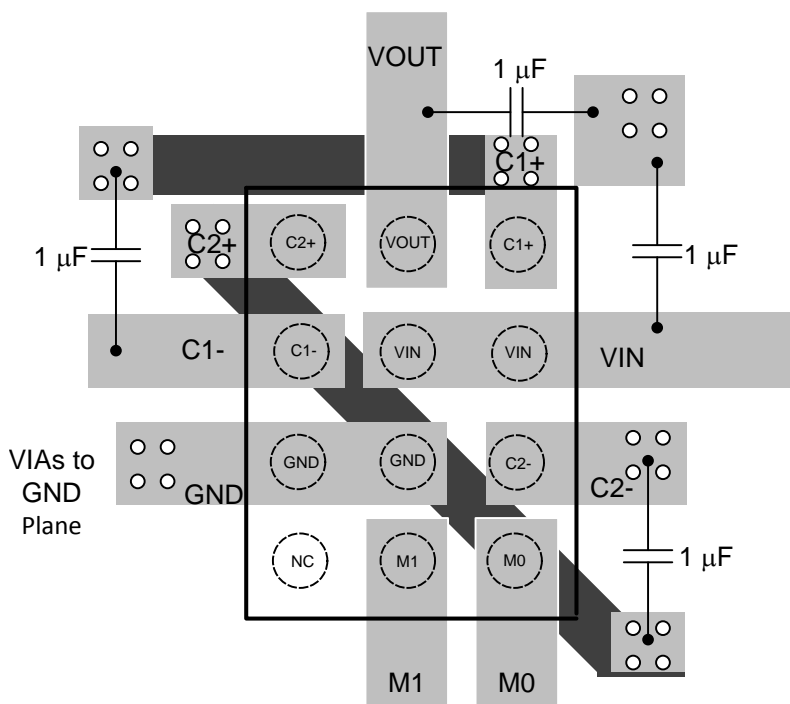 VOUT
1 μF
C1+
C2+
C2+
VOUT
C1+
1 μF
1 μF
C1-
C1-
VIN
VIN
VIN
VIAs to
GND
Plane
GND
GND
GND
C2-
C2-
NC
M1
M0
1 μF
M1
M0